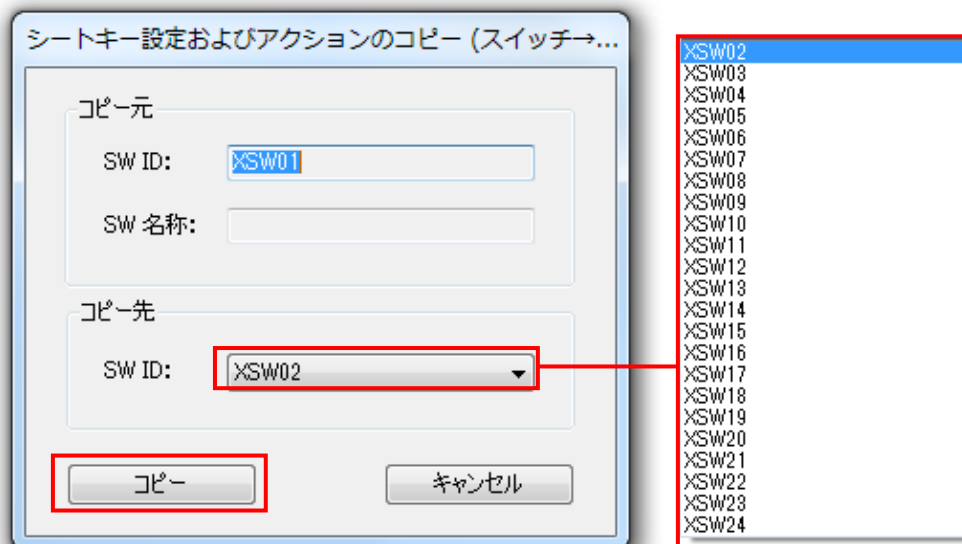 シートキー設定およびアクションのコピー (スイッチ→...
コピー元
SW ID: XSW01
SW 名称:
コピー先
SW ID: XSW02
コピー キャンセル
XSW02
XSW03
XSW04
XSW05
XSW06
XSW07
XSW08
XSW09
XSW10
XSW11
XSW12
XSW13
XSW14
XSW15
XSW16
XSW17
XSW18
XSW19
XSW20
XSW21
XSW22
XSW23
XSW24